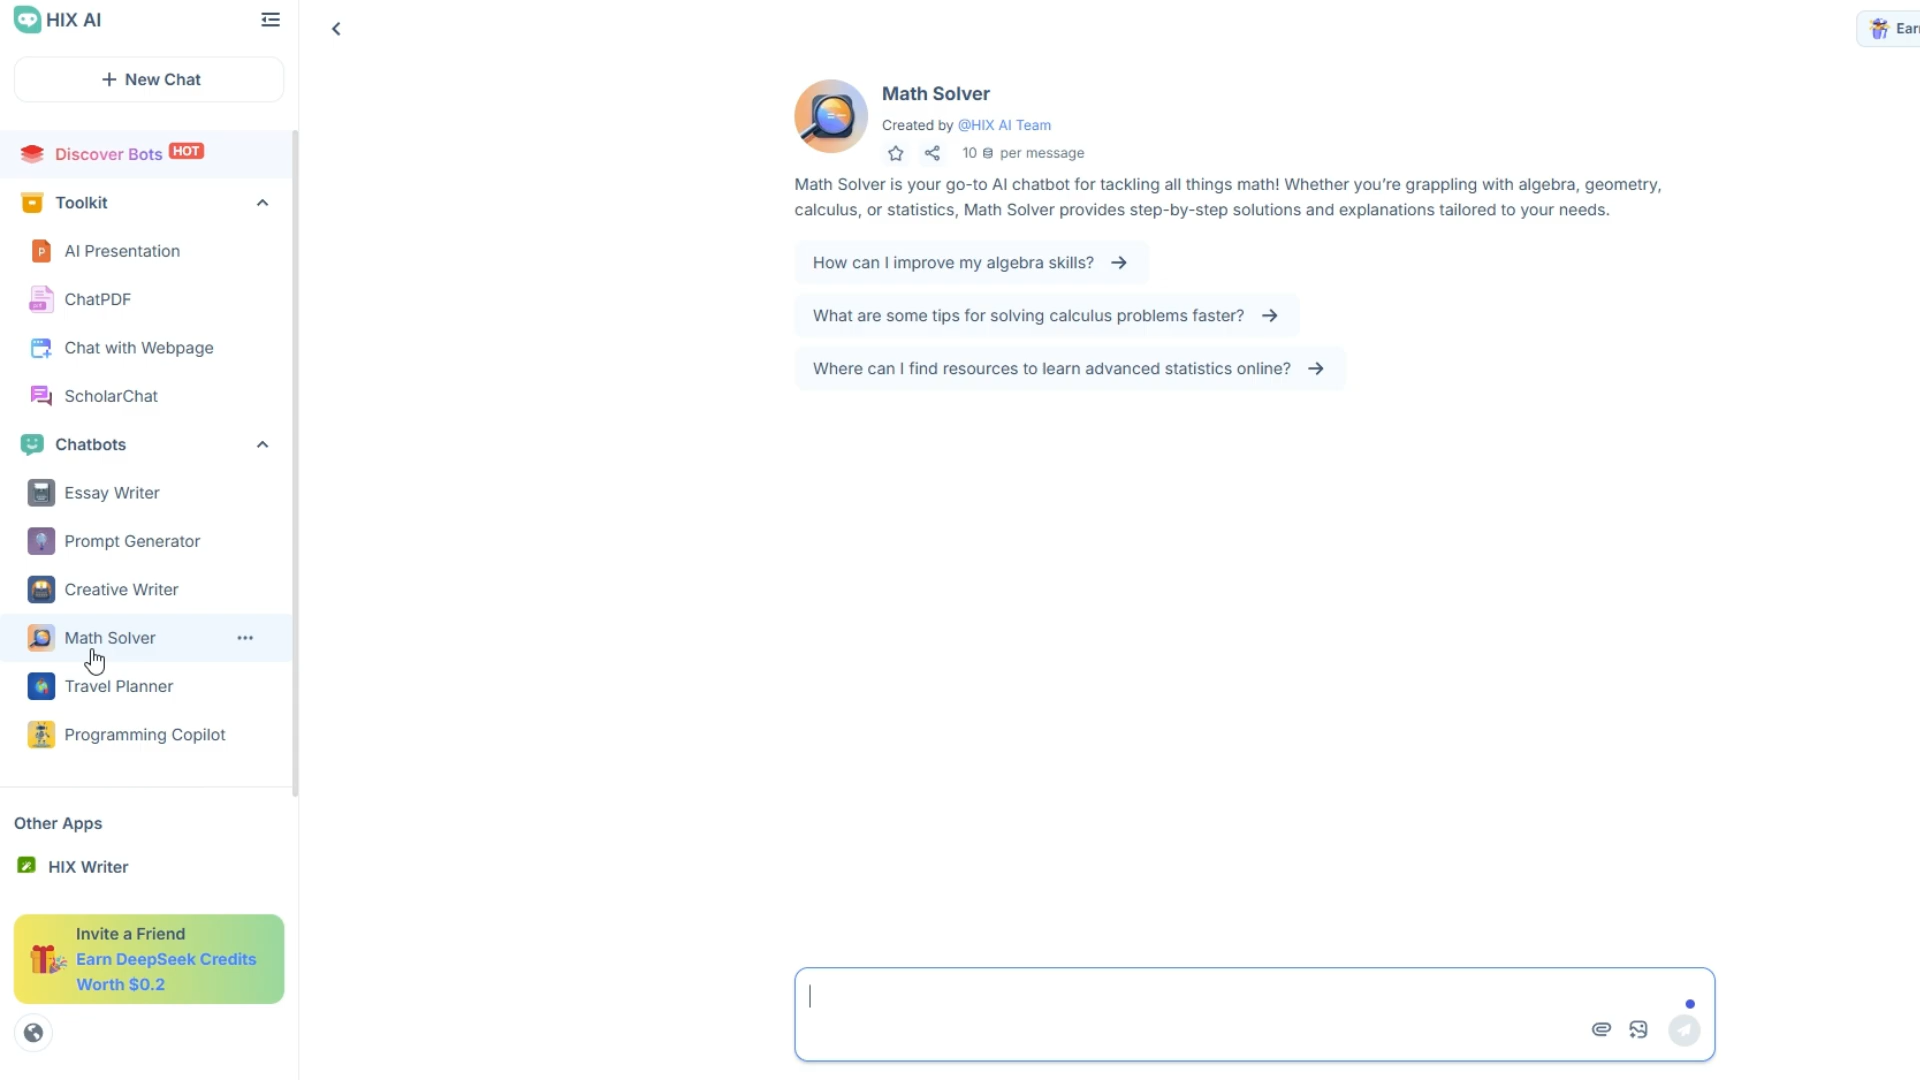 HIX AI
New Chat
Discover Bots HOT
Toolkit
AI Presentation
ChatPDF
Chat with Webpage
ScholarChat
Chatbots
Essay Writer
Prompt Generator
Creative Writer
Math Solver
Travel Planner
Programming Copilot
Other Apps
HIX Writer
Invite a Friend
Earn DeepSeek Credits
Worth $0.2
Math Solver
Created by @HIX AI Team
10 per message
Math Solver is your go-to AI chatbot for tackling all things math! Whether you’re grappling with algebra, geometry,
calculus, or statistics, Math Solver provides step-by-step solutions and explanations tailored to your needs.
How can I improve my algebra skills?
What are some tips for solving calculus problems faster?
Where can I find resources to learn advanced statistics online?